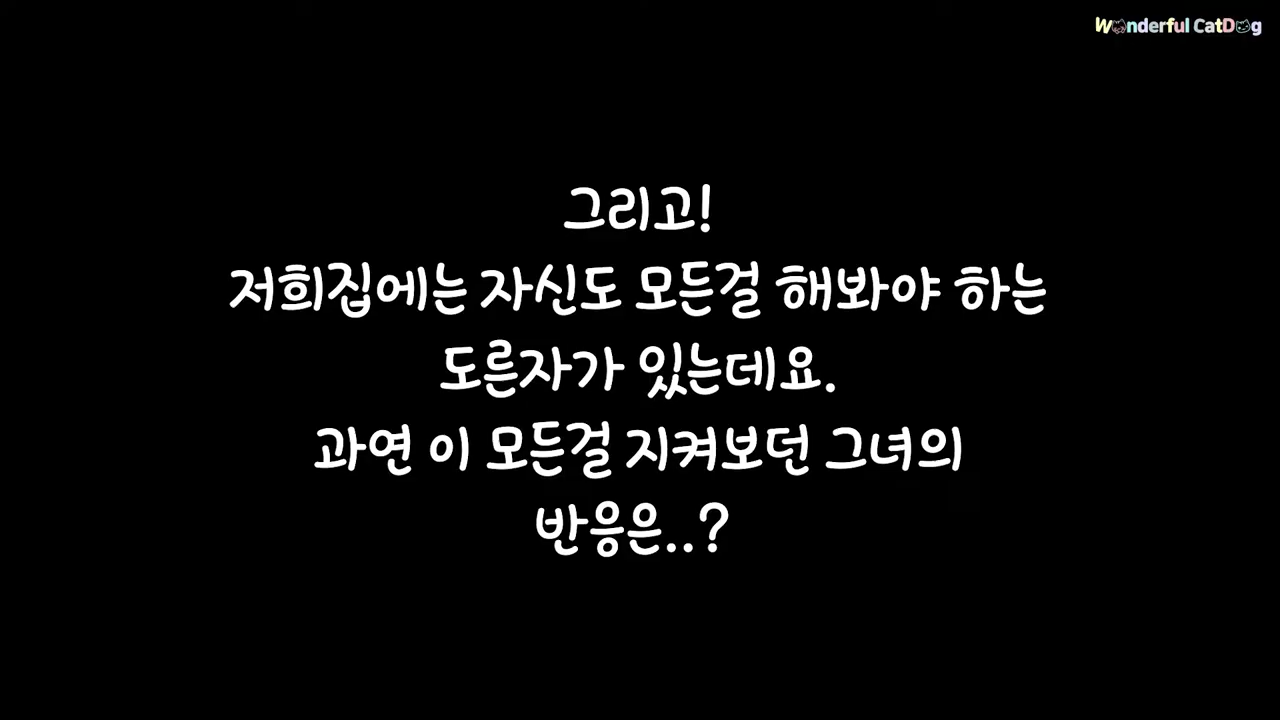 Wonderful CatDog
그리고!
저희집에는 자신도 모든걸 해봐야 하는
도른자가 있는데요.
과연 이 모든걸 지켜보던 그녀의
반응은..?